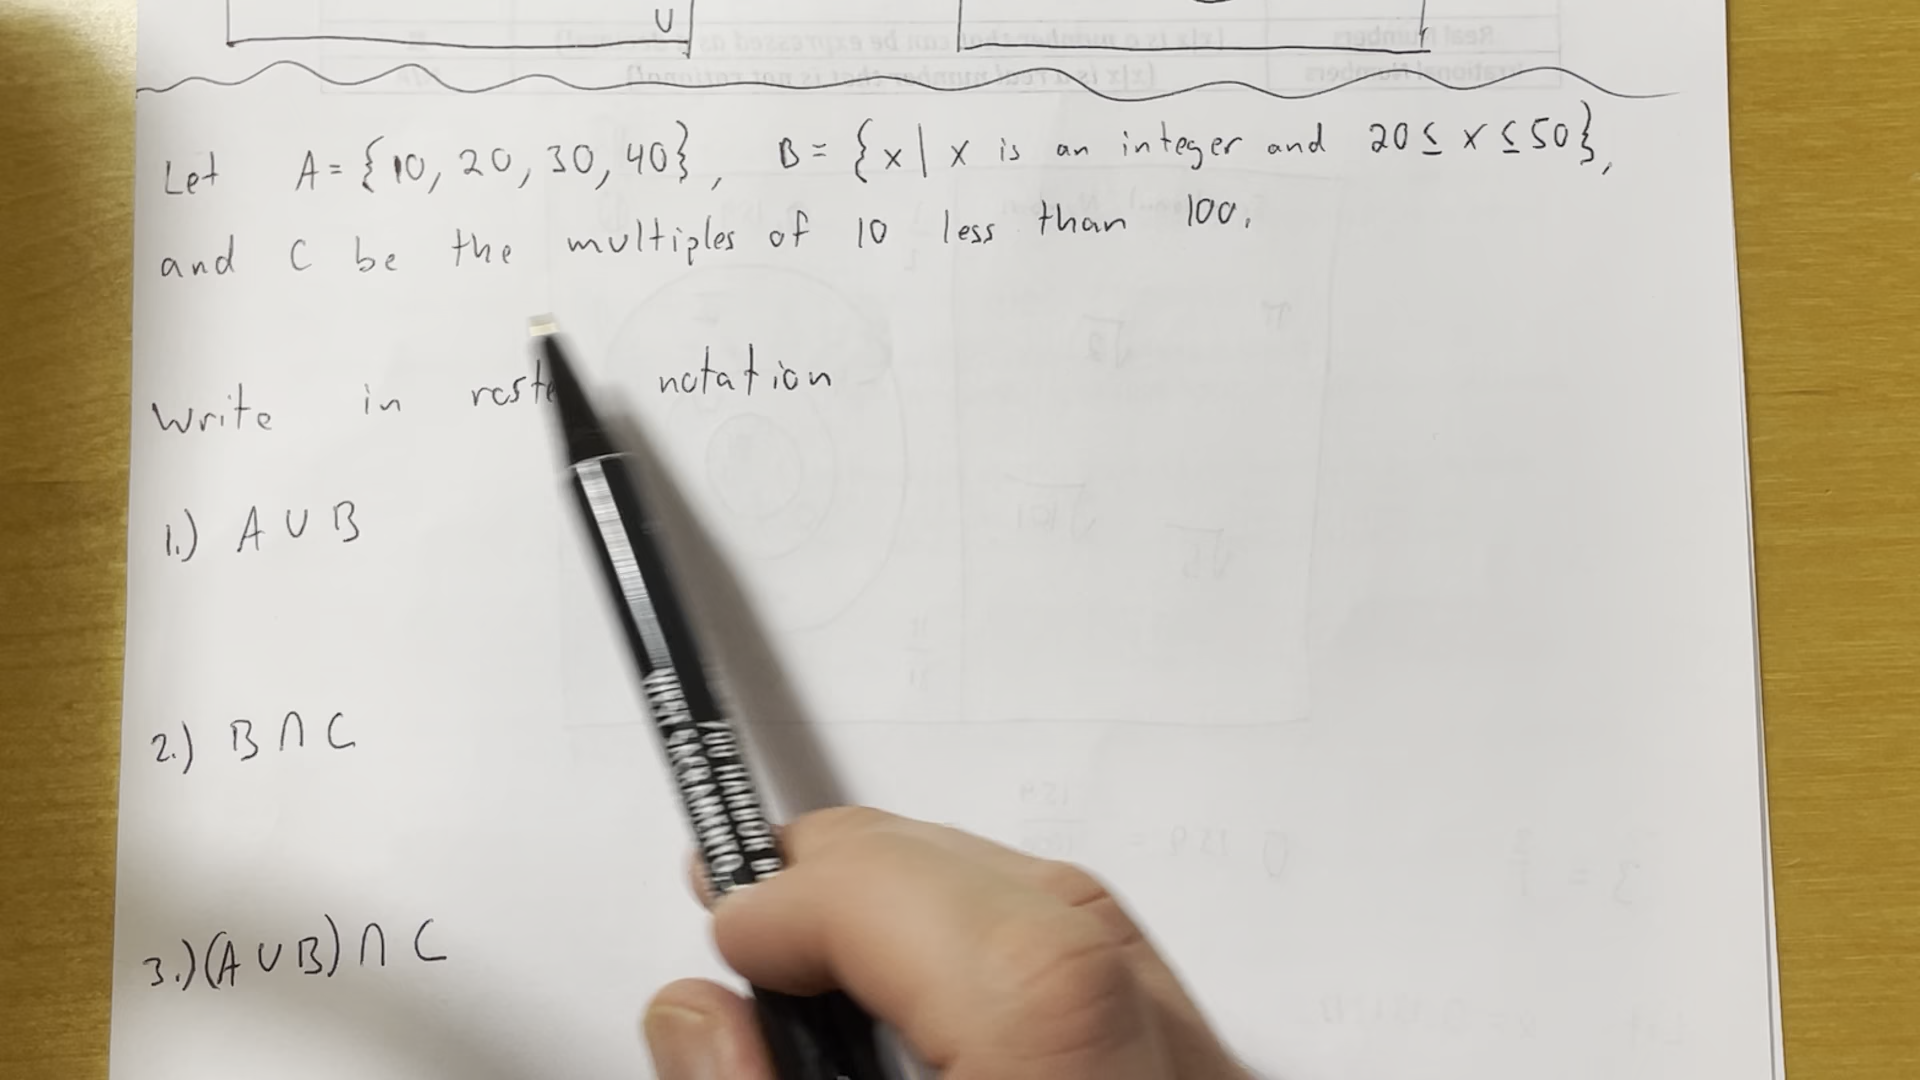 U
Let A = {10, 20, 30, 40}, B = {x | x is an integer and 20 ≤ x ≤ 50},
and C be the multiples of 10 less than 100.
Write in roster notation
1.) A ∪ B
2.) B ∩ C
3.) (A ∪ B) ∩ C